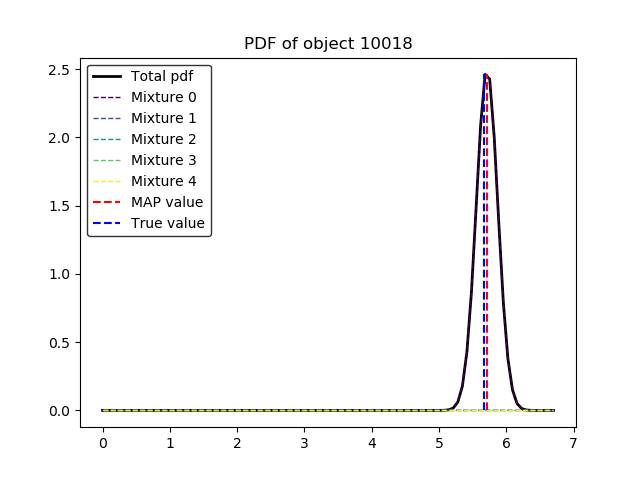 PDF of object 10018
2.5
2.0
1.5
1.0
0.5
0.0
Total pdf
Mixture 0
Mixture 1
Mixture 2
Mixture 3
Mixture 4
MAP value
True value
0 1 2 3 4 5 6 7